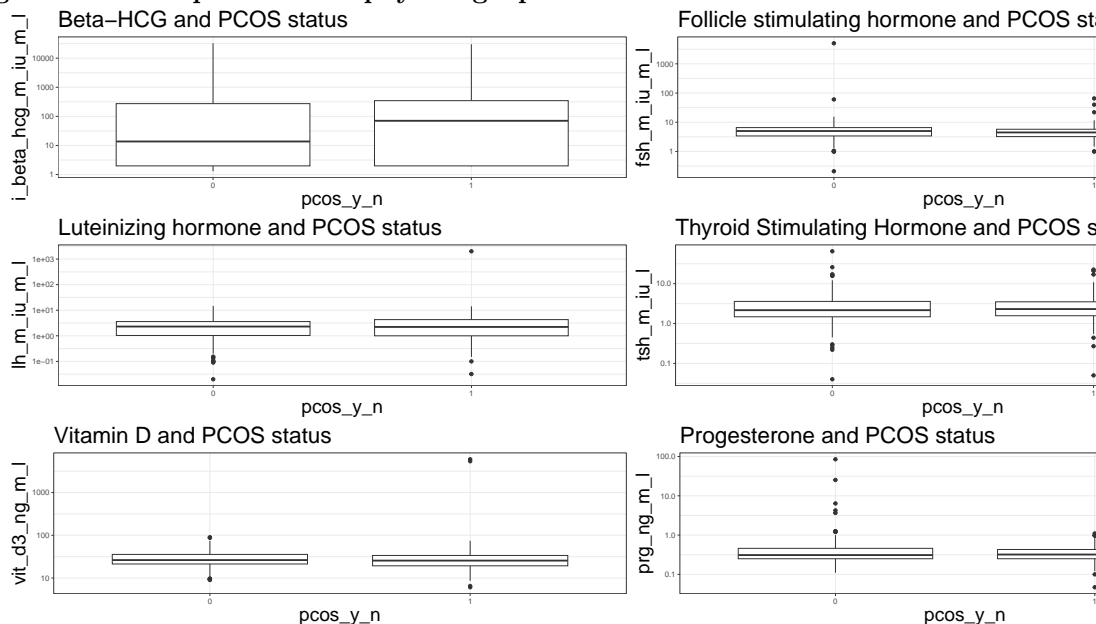 Beta−HCG and PCOS status
i_beta_hcg_m_iu_m_l
10000
1000
100
10
1
0
1
pcos_y_n
Follicle stimulating hormone and PCOS sta
fsh_m_iu_m_l
1000
100
10
1
0
1
pcos_y_n
Luteinizing hormone and PCOS status
lh_m_iu_m_l
1e+03
1e+02
1e+01
1e+00
1e−01
0
1
pcos_y_n
Thyroid Stimulating Hormone and PCOS s
tsh_m_iu_l
10.0
1.0
0.1
0
1
pcos_y_n
Vitamin D and PCOS status
vit_d3_ng_m_l
1000
100
10
0
1
pcos_y_n
Progesterone and PCOS status
prg_ng_m_l
100.0
10.0
1.0
0.1
0
1
pcos_y_n